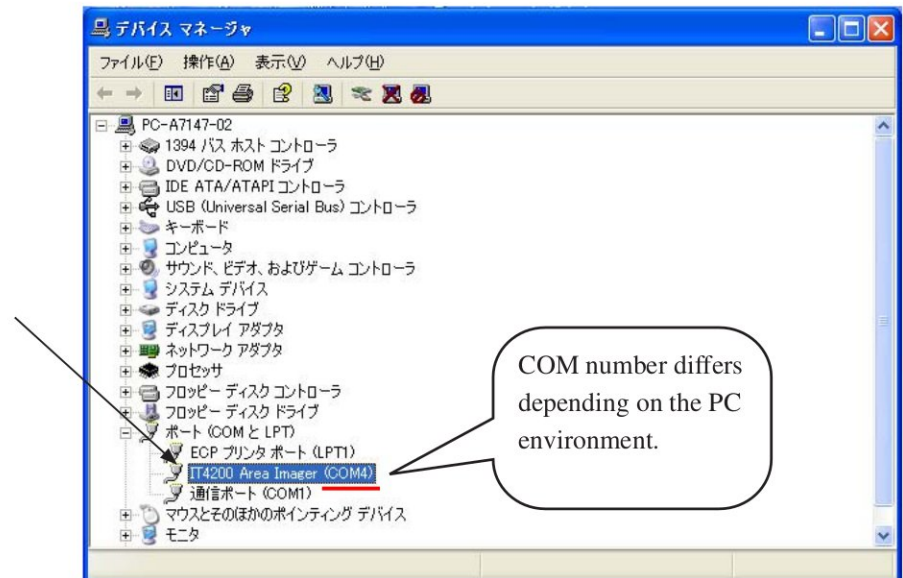 デバイス マネージャ
ファイル(F) 操作(A) 表示(V) ヘルプ(H)
PC-A7147-02
1394 バス ホスト コントローラ
DVD/CD-ROM ドライブ
IDE ATA/ATAPI コントローラ
USB (Universal Serial Bus) コントローラ
キーボード
コンピュータ
サウンド、ビデオ、およびゲーム コントローラ
システム デバイス
ディスク ドライブ
ディスプレイ アダプタ
ネットワーク アダプタ
プロセッサ
フロッピー ディスク コントローラ
フロッピー ディスク ドライブ
ポート (COM と LPT)
ECP プリンタ ポート (LPT1)
IT4200 Area Imager (COM4)
通信ポート (COM1)
マウスとそのほかのポインティング デバイス
モニタ
COM number differs
depending on the PC
environment.